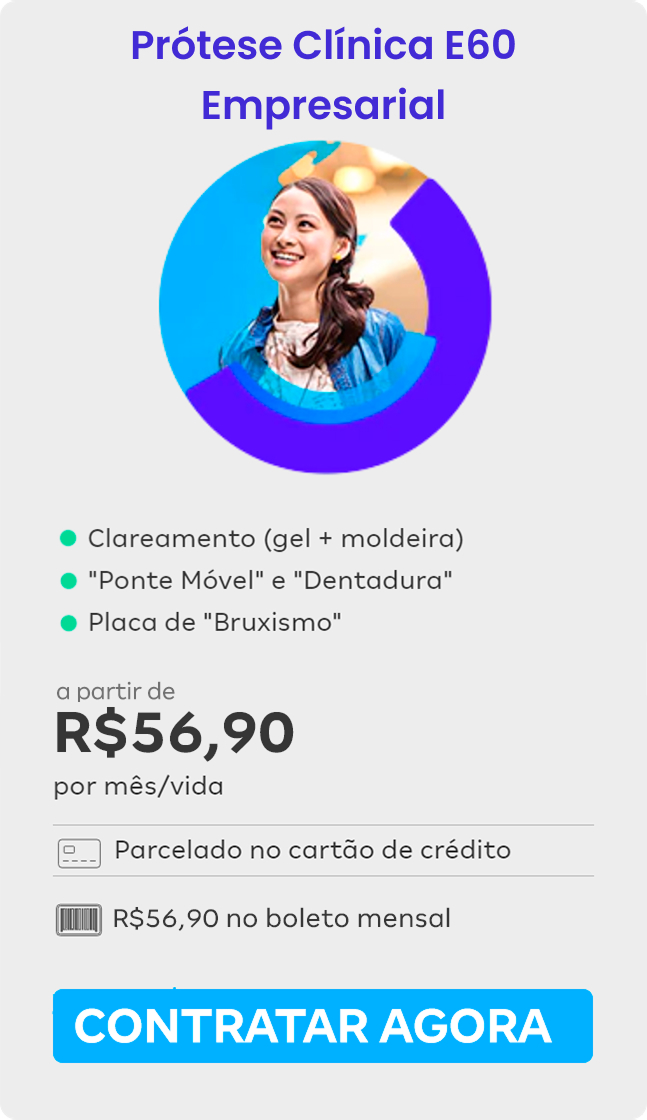 Prótese Clínica E60
Empresarial
Clareamento (gel + moldeira)
"Ponte Móvel" e "Dentadura"
Placa de "Bruxismo"
a partir de
R$56,90
por mês/vida
Parcelado no cartão de crédito
R$56,90 no boleto mensal
CONTRATAR AGORA